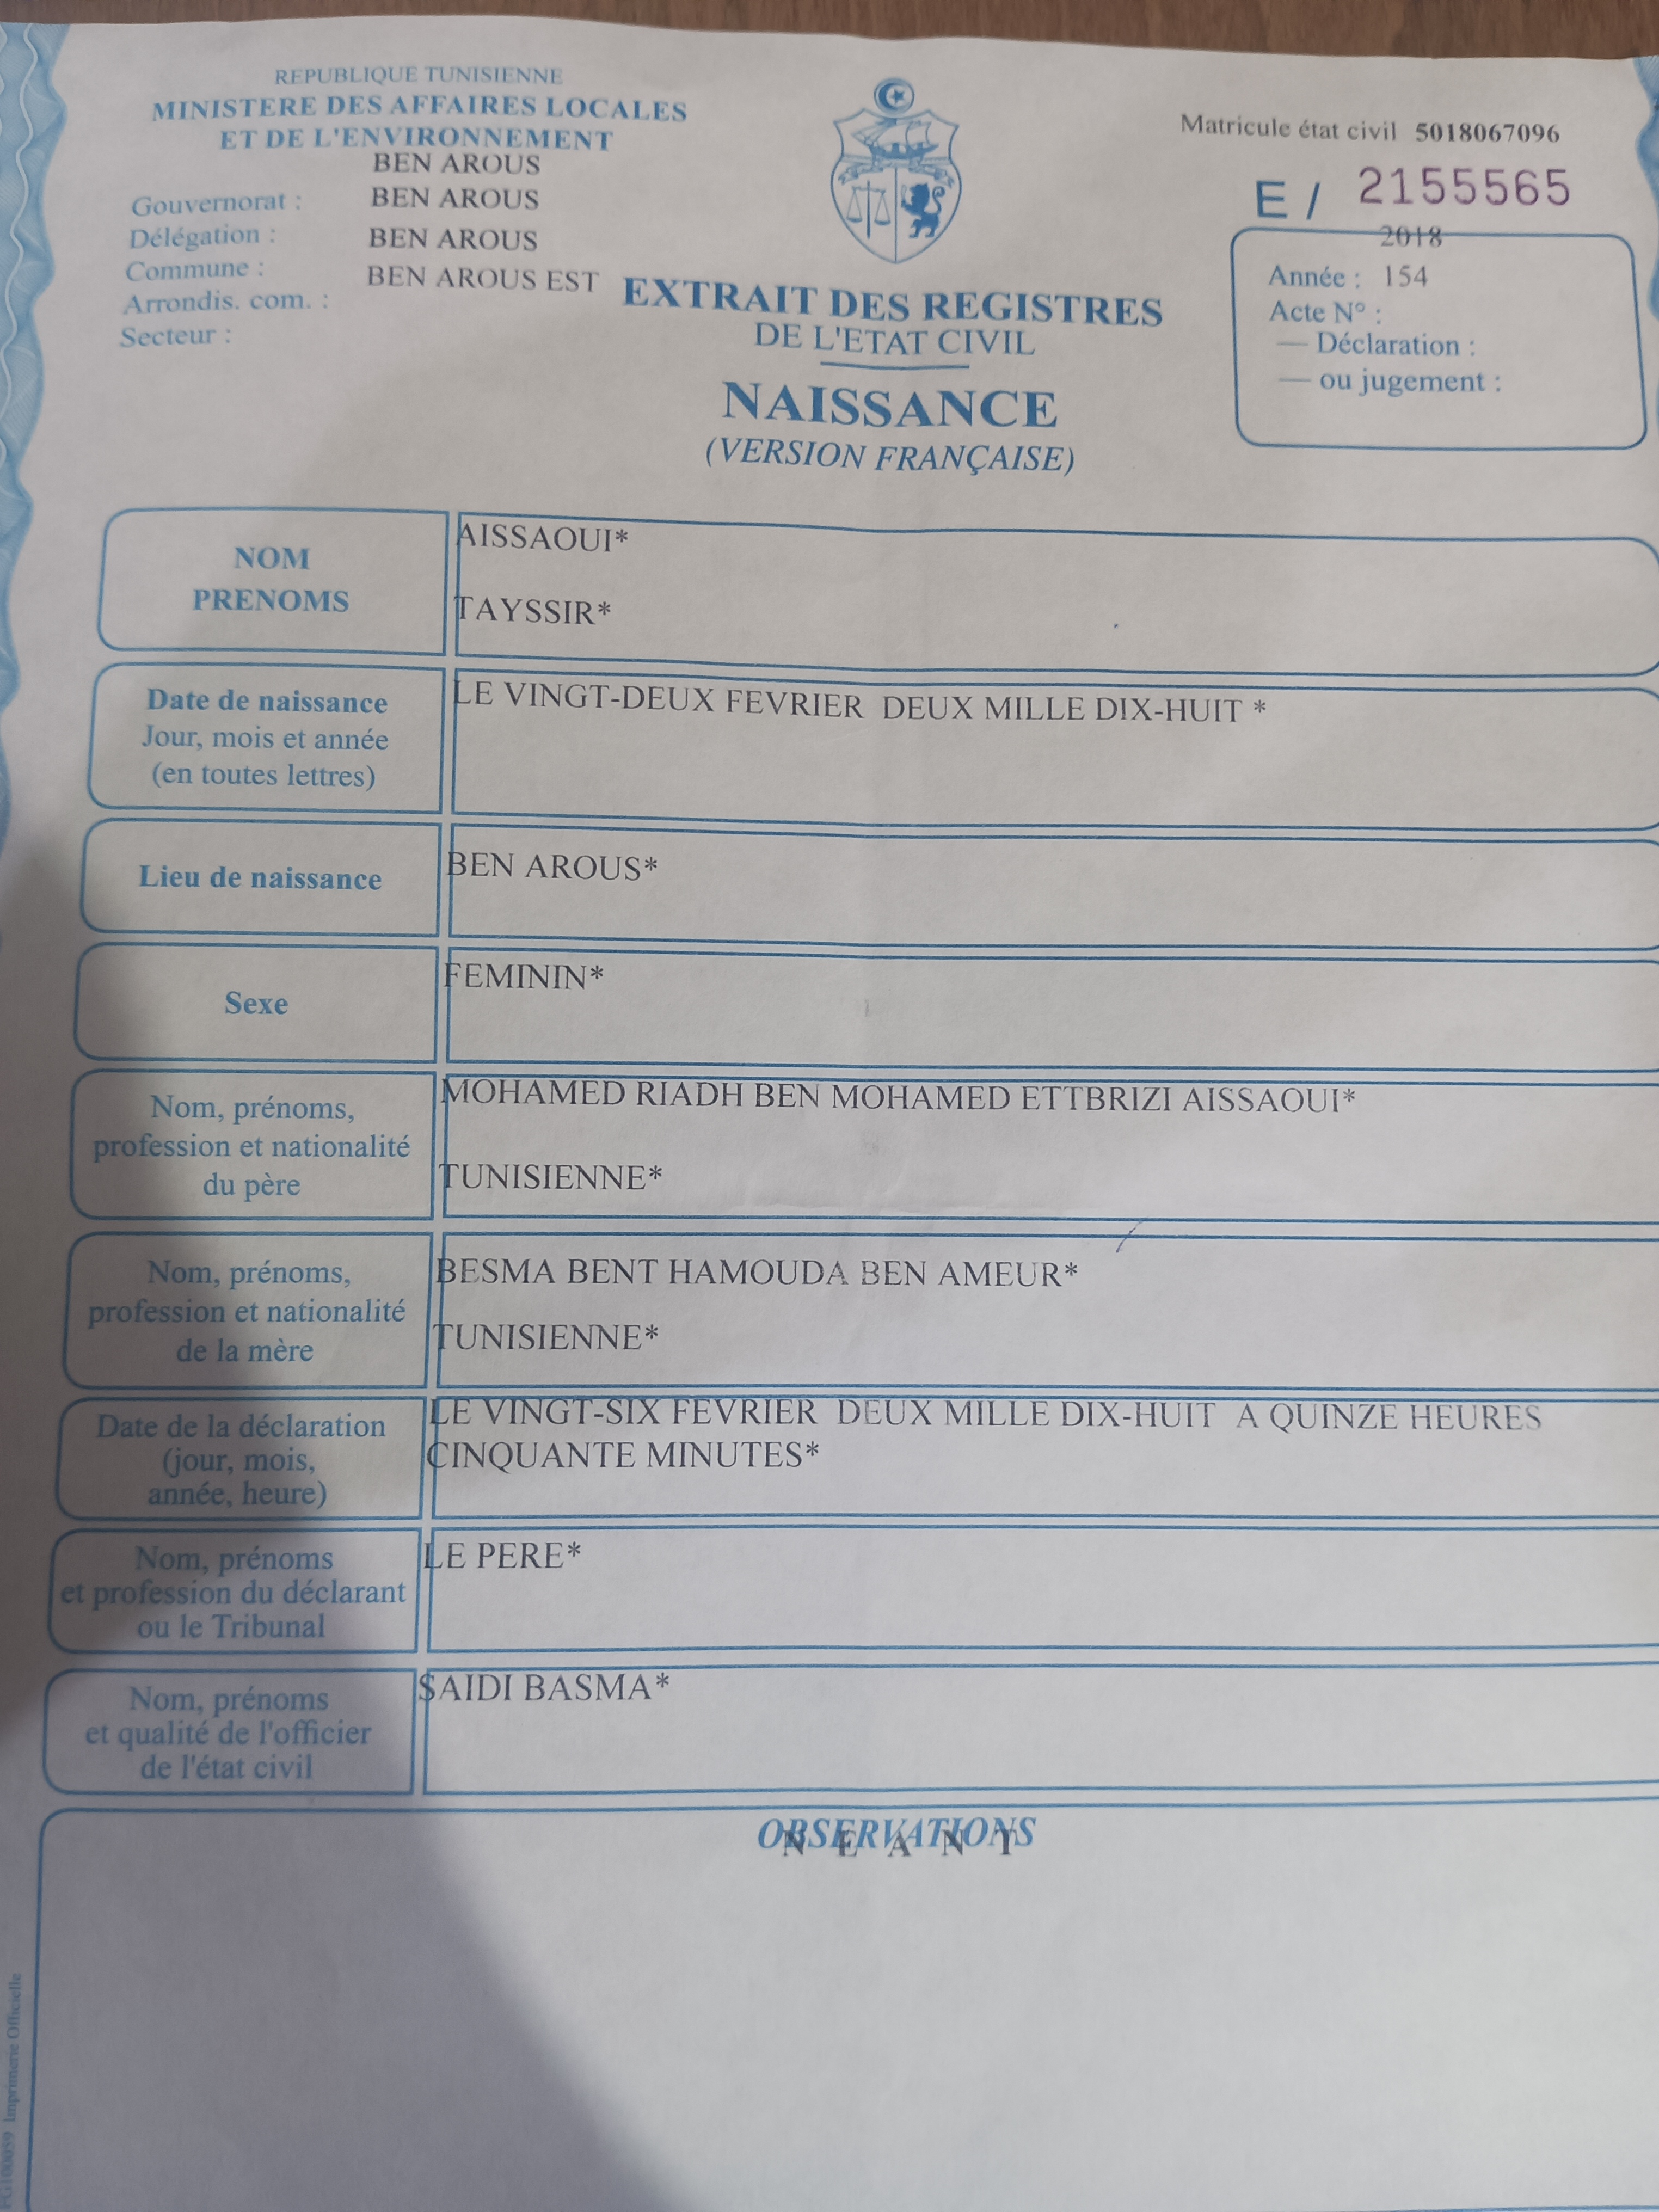 REPUBLIQUE TUNISIENNE
MINISTERE DES AFFAIRES LOCALES
ET DE L'ENVIRONNEMENT
BEN AROUS
Gouvernorat : BEN AROUS
Délégation : BEN AROUS
Commune : BEN AROUS EST
Arrondis. com. :
Secteur :
Matricule état civil 5018067096
E / 2155565
2018
Année : 154
Acte N° :
— Déclaration :
— ou jugement :
EXTRAIT DES REGISTRES
DE L'ETAT CIVIL
NAISSANCE
(VERSION FRANÇAISE)
NOM
PRENOMS
AISSAOUI*
TAYSSIR*
Date de naissance
Jour, mois et année
(en toutes lettres)
LE VINGT-DEUX FEVRIER DEUX MILLE DIX-HUIT *
Lieu de naissance
BEN AROUS*
Sexe
FEMININ*
Nom, prénoms,
profession et nationalité
du père
MOHAMED RIADH BEN MOHAMED ETTBRIZI AISSAOUI*
TUNISIENNE*
Nom, prénoms,
profession et nationalité
de la mère
BESMA BENT HAMOUDA BEN AMEUR*
TUNISIENNE*
Date de la déclaration
(jour, mois,
année, heure)
LE VINGT-SIX FEVRIER DEUX MILLE DIX-HUIT A QUINZE HEURES
CINQUANTE MINUTES*
Nom, prénoms
et profession du déclarant
ou le Tribunal
LE PERE*
Nom, prénoms
et qualité de l'officier
de l'état civil
SAIDI BASMA*
OBSERVATIONS
N E A N T
FG100059 Imprimerie Officielle